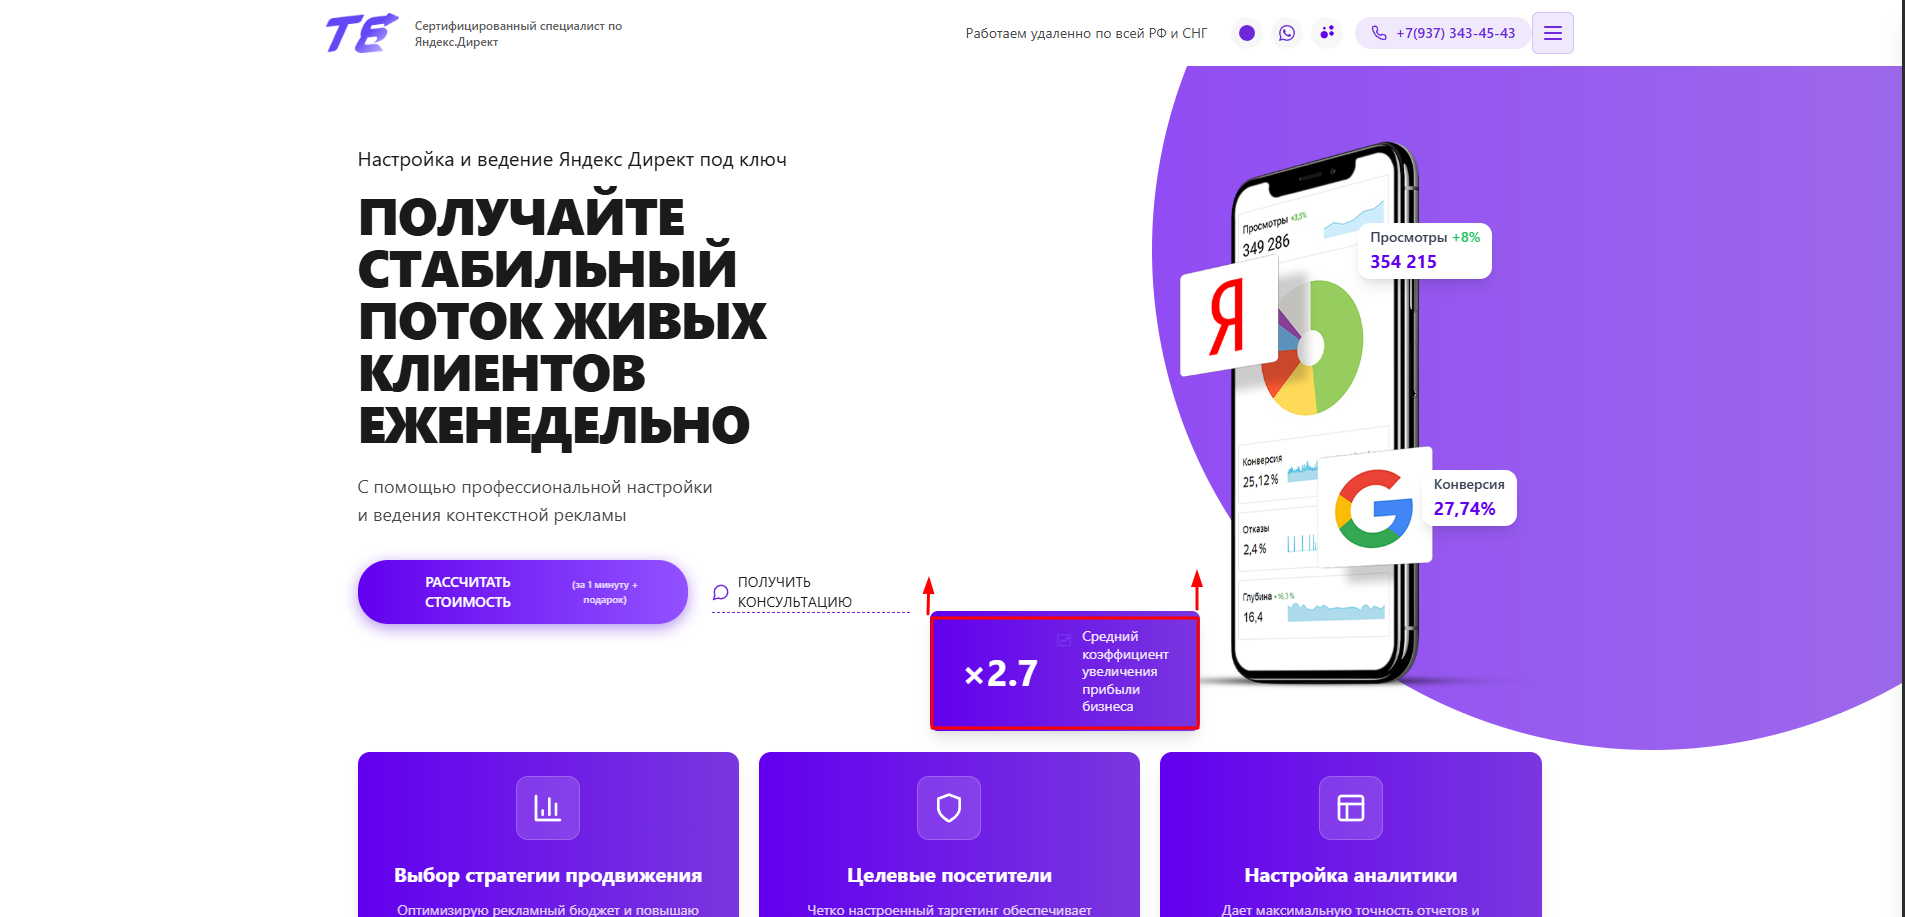 ТЕ
Сертифицированный специалист по
Яндекс.Директ
Работаем удаленно по всей РФ и СНГ
+7(937) 343-45-43
Настройка и ведение Яндекс Директ под ключ
ПОЛУЧАЙТЕ
СТАБИЛЬНЫЙ
ПОТОК ЖИВЫХ
КЛИЕНТОВ
ЕЖЕНЕДЕЛЬНО
С помощью профессиональной настройки
и ведения контекстной рекламы
РАССЧИТАТЬ
СТОИМОСТЬ
(за 1 минуту +
подарок)
ПОЛУЧИТЬ
КОНСУЛЬТАЦИЮ
×2.7
Средний
коэффициент
увеличения
прибыли
бизнеса
Просмотры +3,5%
349 286
Просмотры +8%
354 215
Я
Конверсия
25,12%
G
Конверсия
27,74%
Отказы
2,4%
Глубина +16,3%
16,4
Выбор стратегии продвижения
Оптимизирую рекламный бюджет и повышаю
Целевые посетители
Четко настроенный таргетинг обеспечивает
Настройка аналитики
Дает максимальную точность отчетов и